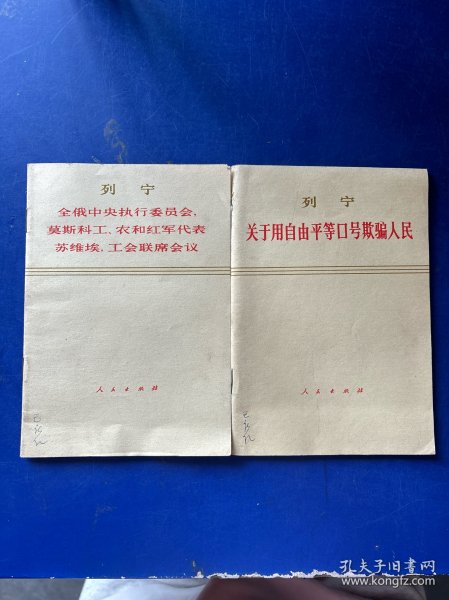 列宁
全俄中央执行委员会、
莫斯科工、农和红军代表
苏维埃、工会联席会议
人民出版社
列宁
关于用自由平等口号欺骗人民
人民出版社
孔夫子旧书网
www.kongfz.com